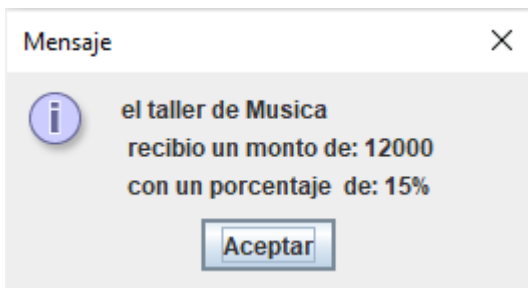 Mensaje
el taller de Musica
recibio un monto de: 12000
con un porcentaje de: 15%
Aceptar